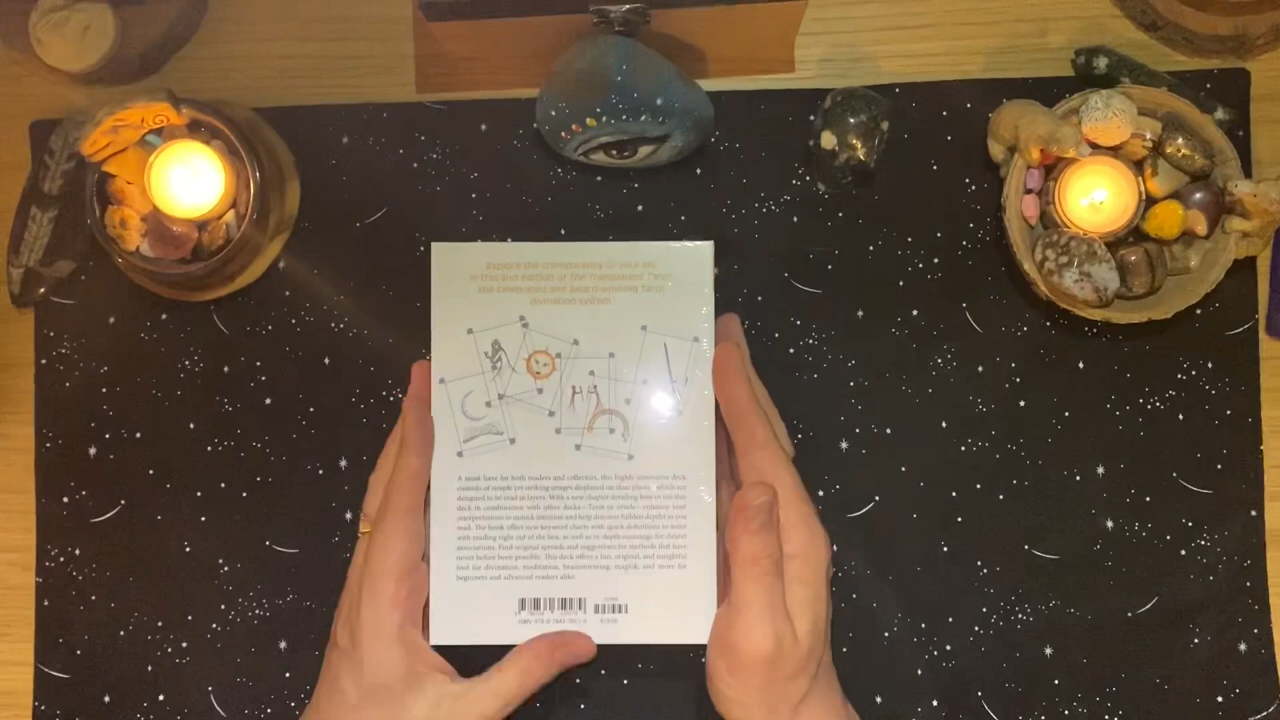 Explore the transparency of your life
in this 2nd edition of The Transparent Tarot,
the celebrated and award-winning Tarot
divination system.
A must have for both readers and collectors, this highly innovative deck
consists of simple yet striking images displayed on clear plastic, which are
designed to be read in layers. With a new chapter detailing how to use this
deck in combination with other decks—Tarot or oracle—enhance your
interpretations to unlock intuition and help discover hidden depths as you
read. The book offers new keyword charts with quick definitions to assist
with reading right out of the box, as well as in-depth meanings for clearer
associations. Find original spreads and suggestions for methods that have
never before been possible. This deck offers a fun, original, and insightful
tool for divination, meditation, brainstorming, magick, and more for
beginners and advanced readers alike.
ISBN: 978-0-7643